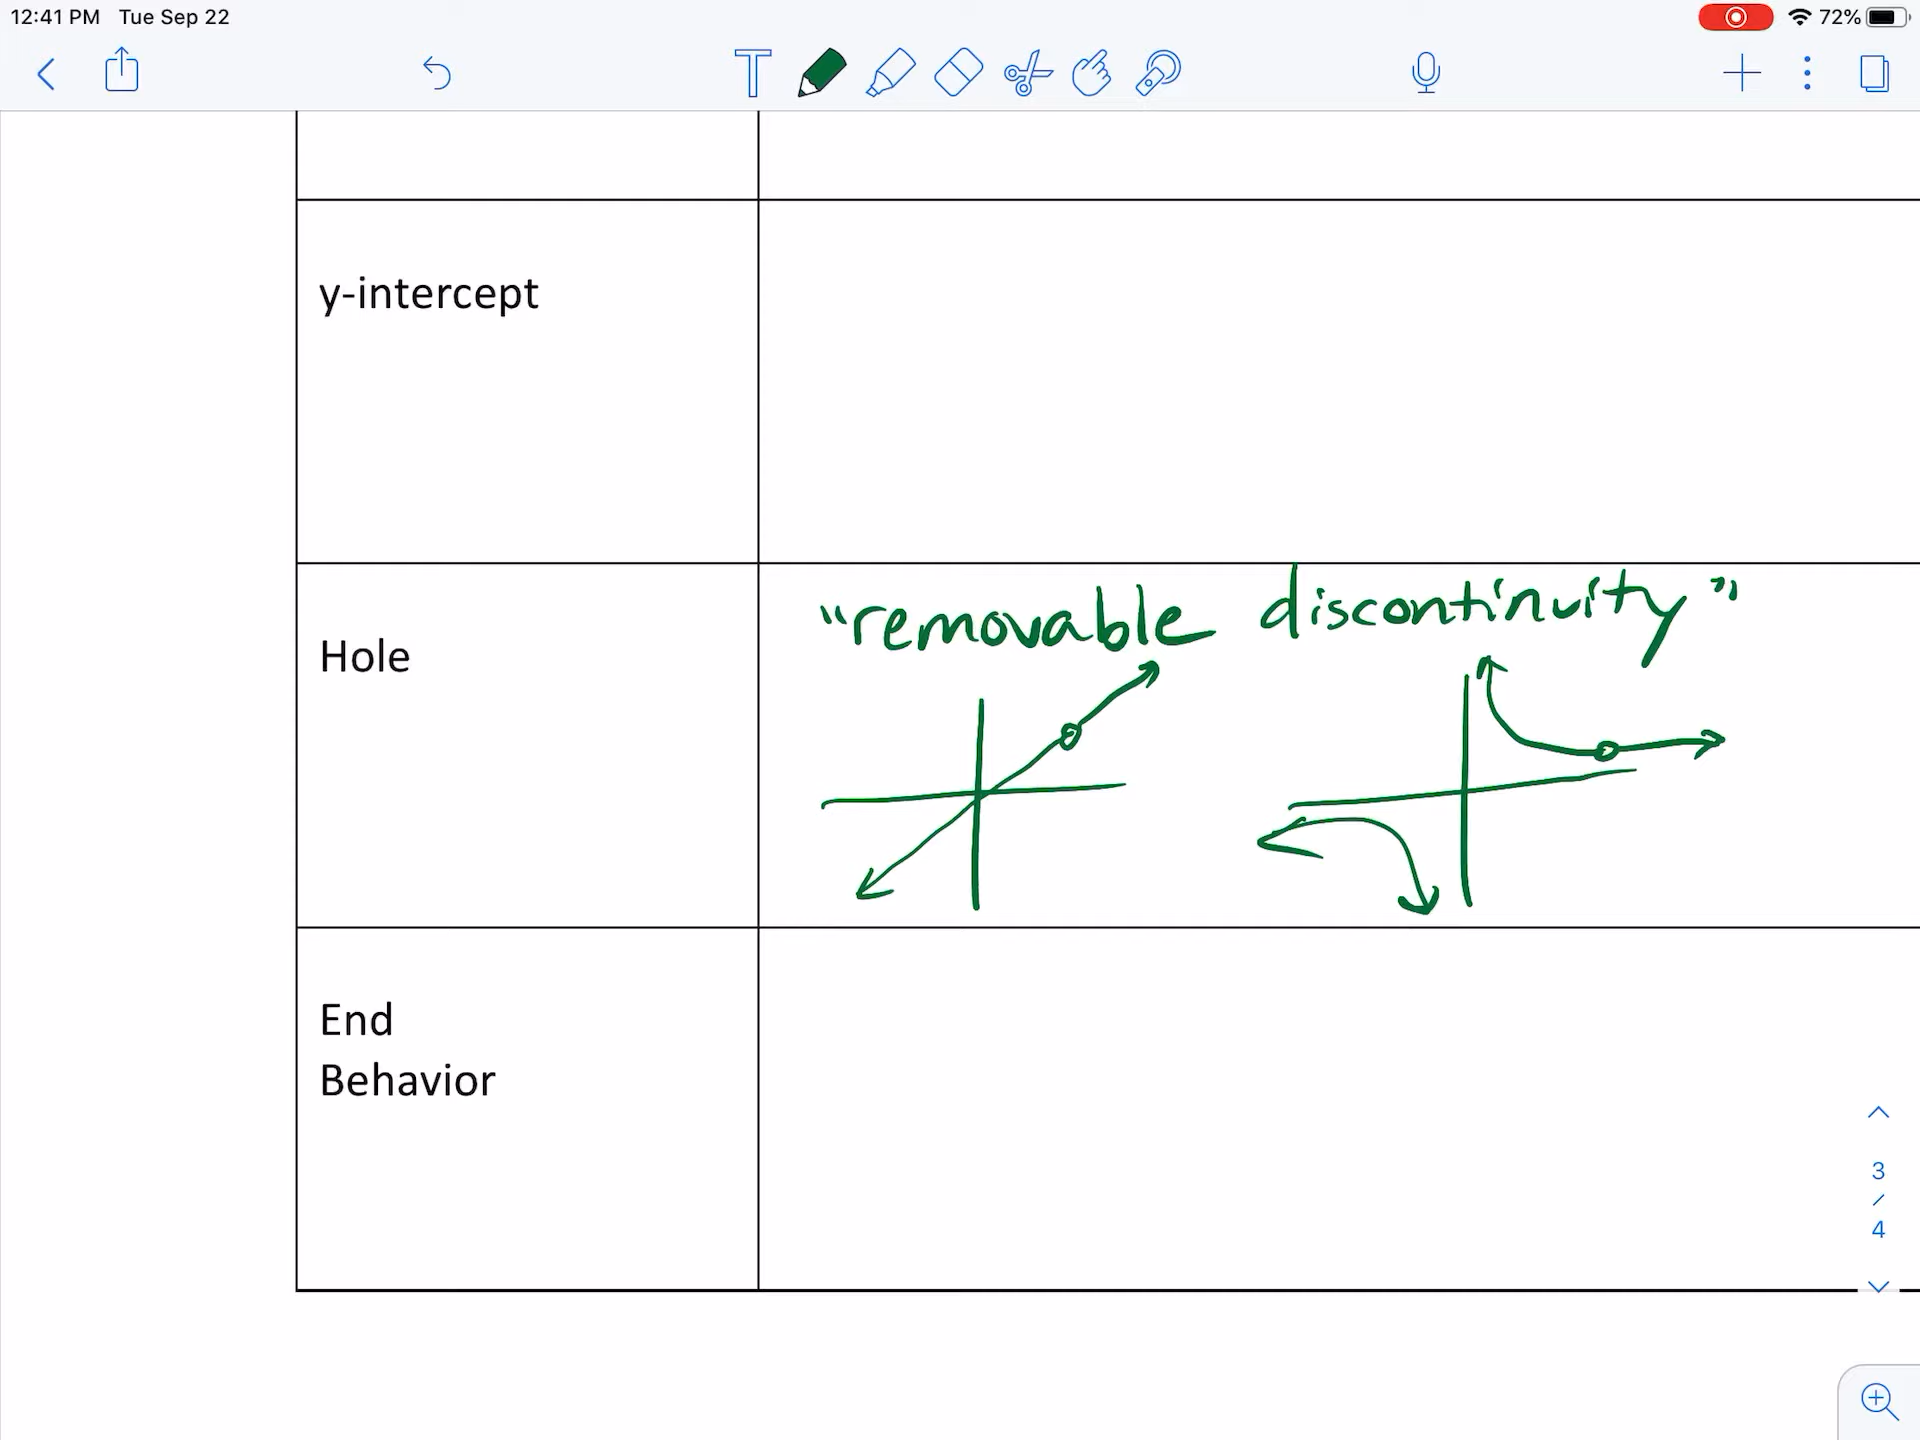 12:41 PM Tue Sep 22
72%
T
y-intercept
Hole
"removable discontinuity"
End
Behavior
3
/
4